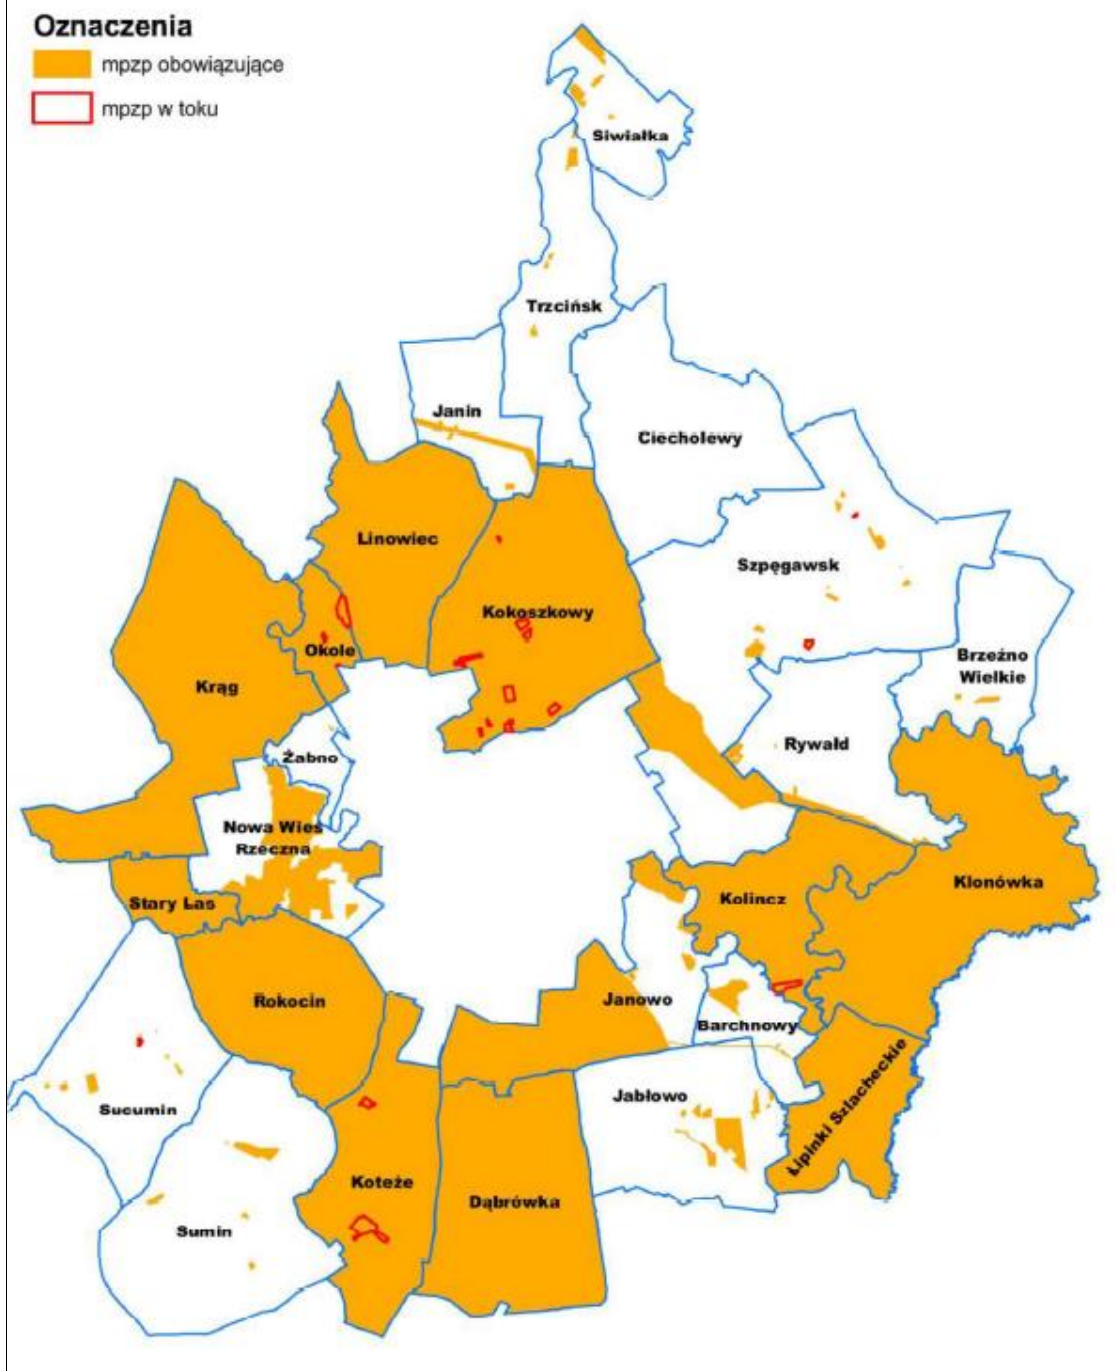 Oznaczenia
mpzp obowiązujące
mpzp w toku
Siwiałka
Trzcińsk
Janin
Ciecholewy
Linowiec
Szpęgawsk
Kokoszkowy
Okole
Brzeźno
Wielkie
Krąg
Rywałd
Żabno
Nowa Wieś
Rzeczna
Klonówka
Kolincz
Stary Las
Rokocin
Janowo
Barchnowy
Jabłowo
Lipinki Szlacheckie
Sucumin
Koteże
Dąbrówka
Sumin